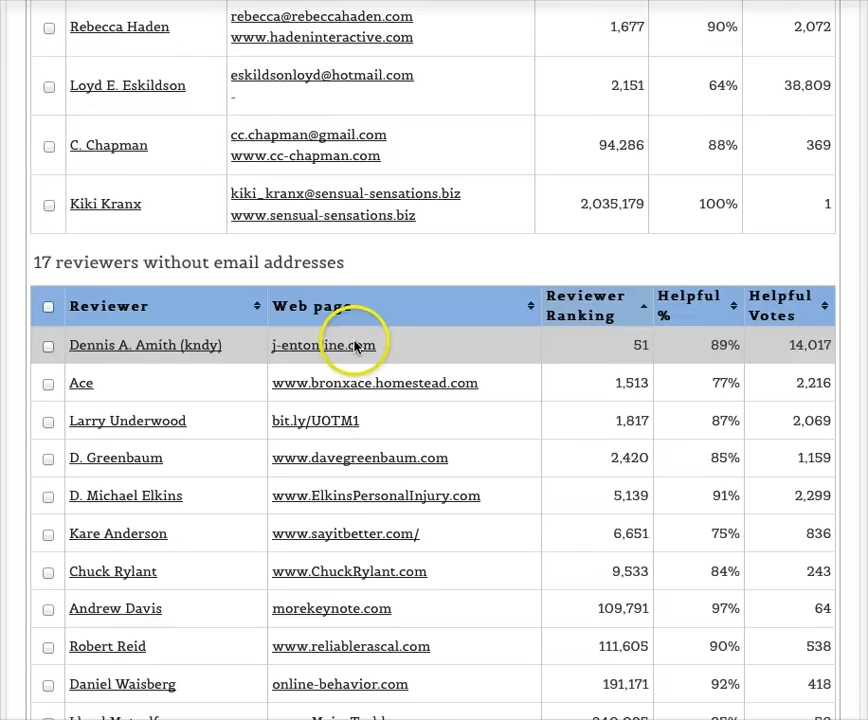 Rebecca Haden rebecca@rebeccahaden.com 1,677 90% 2,072
www.hadeninteractive.com
Loyd E. Eskildson eskildsonloyd@hotmail.com 2,151 64% 38,809
-
C. Chapman cc.chapman@gmail.com 94,286 88% 369
www.cc-chapman.com
Kiki Kranx kiki_kranx@sensual-sensations.biz 2,035,179 100% 1
www.sensual-sensations.biz
17 reviewers without email addresses
Reviewer Web page Reviewer Ranking Helpful % Helpful Votes
Dennis A. Amith (kndy) j-entonline.com 51 89% 14,017
Ace www.bronxace.homestead.com 1,513 77% 2,216
Larry Underwood bit.ly/UOTM1 1,817 87% 2,069
D. Greenbaum www.davegreenbaum.com 2,420 85% 1,159
D. Michael Elkins www.ElkinsPersonalInjury.com 5,139 91% 2,299
Kare Anderson www.sayitbetter.com/ 6,651 75% 836
Chuck Rylant www.ChuckRylant.com 9,533 84% 243
Andrew Davis morekeynote.com 109,791 97% 64
Robert Reid www.reliablerascal.com 111,605 90% 538
Daniel Waisberg online-behavior.com 191,171 92% 418